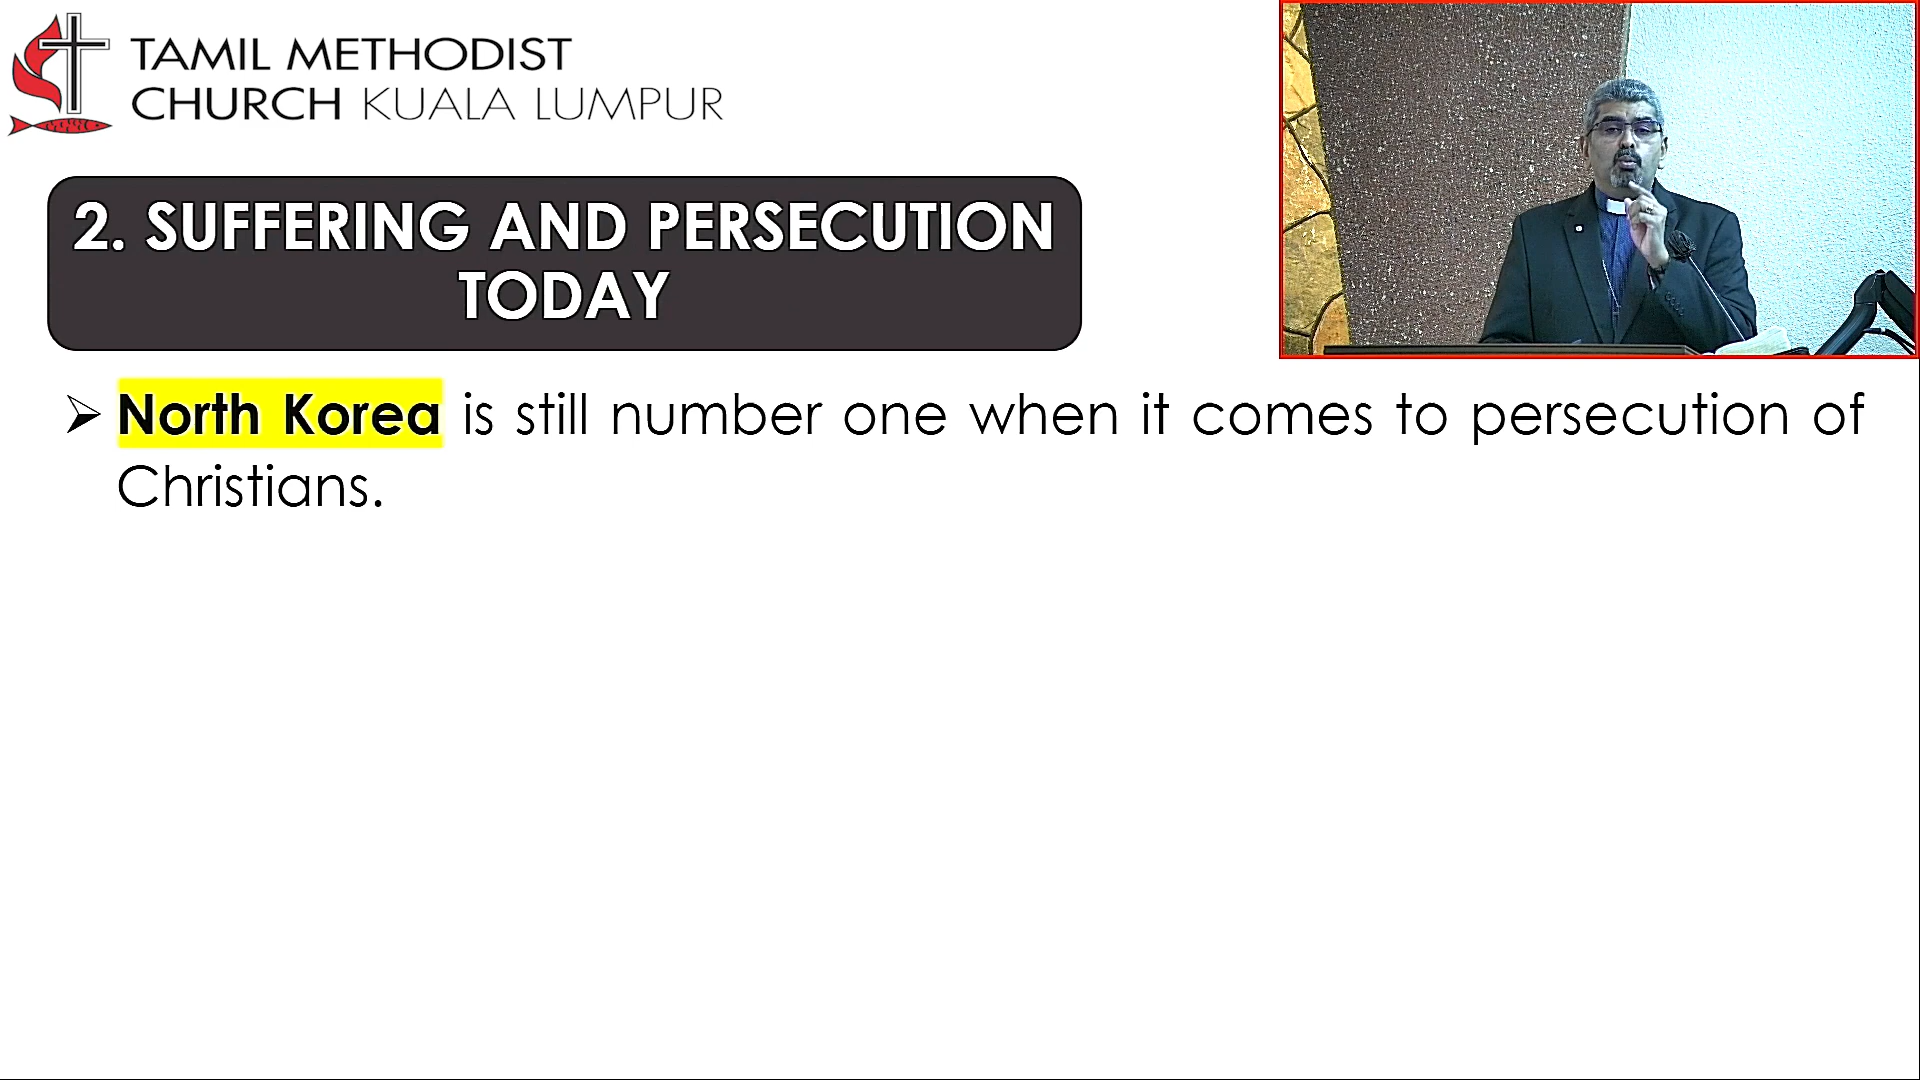 TAMIL METHODIST
CHURCH KUALA LUMPUR
2. SUFFERING AND PERSECUTION
TODAY
➢ North Korea is still number one when it comes to persecution of
Christians.